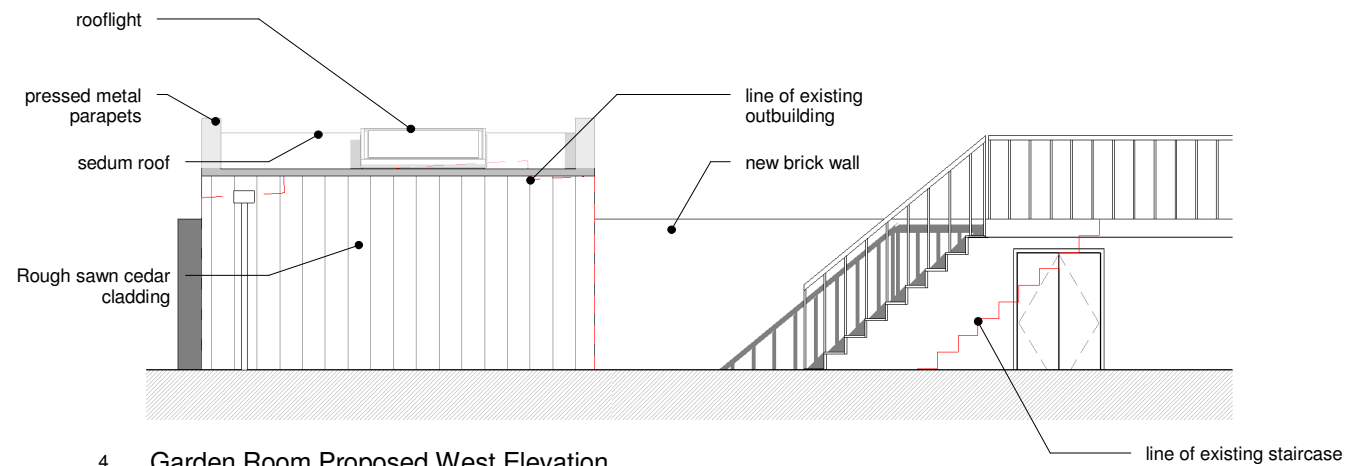 rooflight
pressed metal
parapets
sedum roof
Rough sawn cedar
cladding
line of existing
outbuilding
new brick wall
line of existing staircase
4 Garden Room Proposed West Elevation